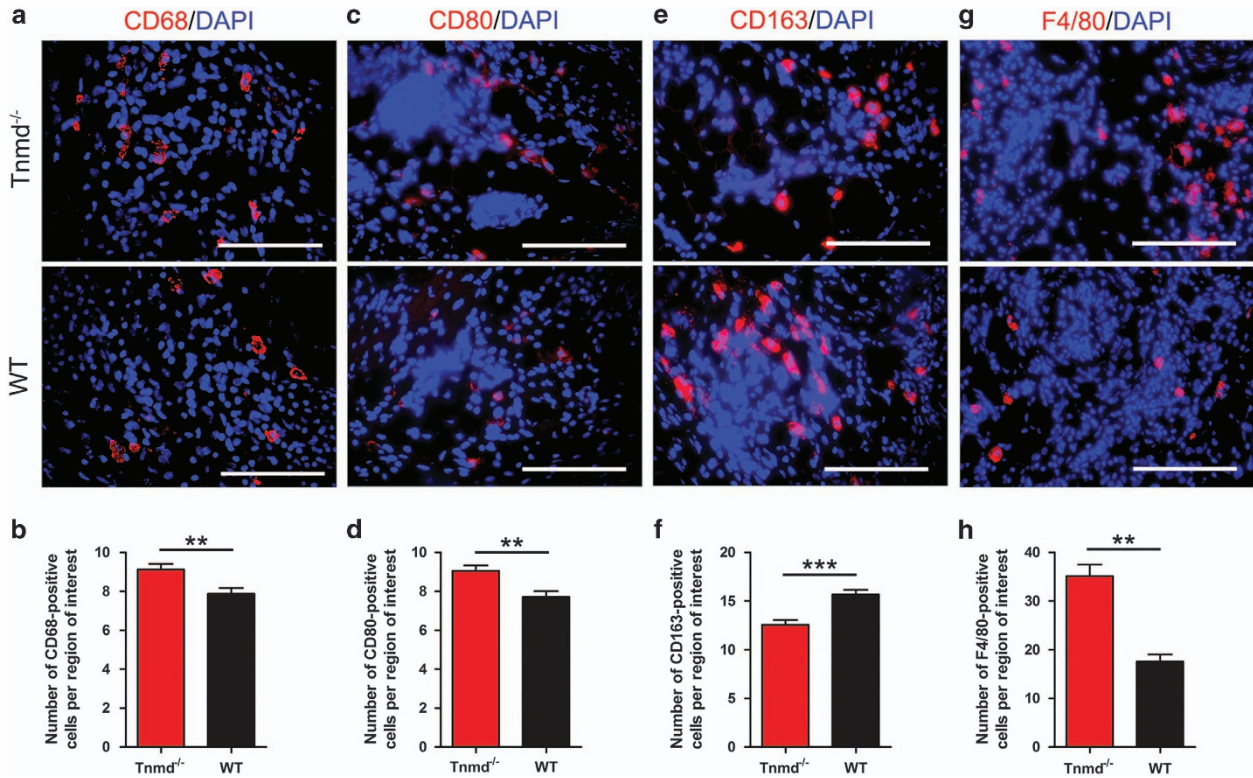 a CD68/DAPI c CD80/DAPI e CD163/DAPI g F4/80/DAPI
Tnmd-/-
WT
b
Number of CD68-positive
cells per region of interest
10
8
6
4
2
0
**
Tnmd-/- WT
d
Number of CD80-positive
cells per region of interest
10
8
6
4
2
0
**
Tnmd-/- WT
f
Number of CD163-positive
cells per region of interest
20
15
10
5
0
***
Tnmd-/- WT
h
Number of F4/80-positive
cells per region of interest
40
30
20
10
0
**
Tnmd-/- WT